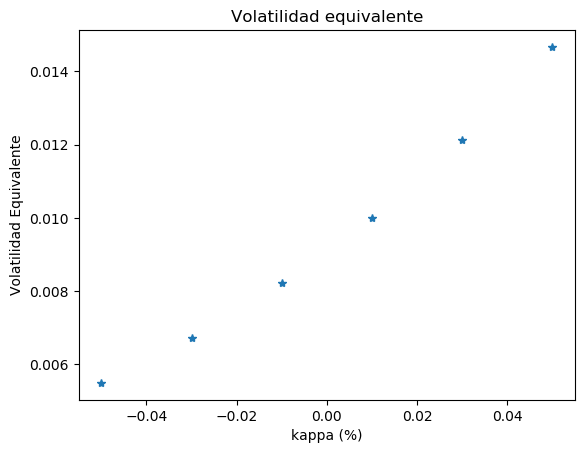 Volatilidad equivalente
0.014
0.012
0.010
0.008
0.006
Volatilidad Equivalente
−0.04 −0.02 0.00 0.02 0.04
kappa (%)